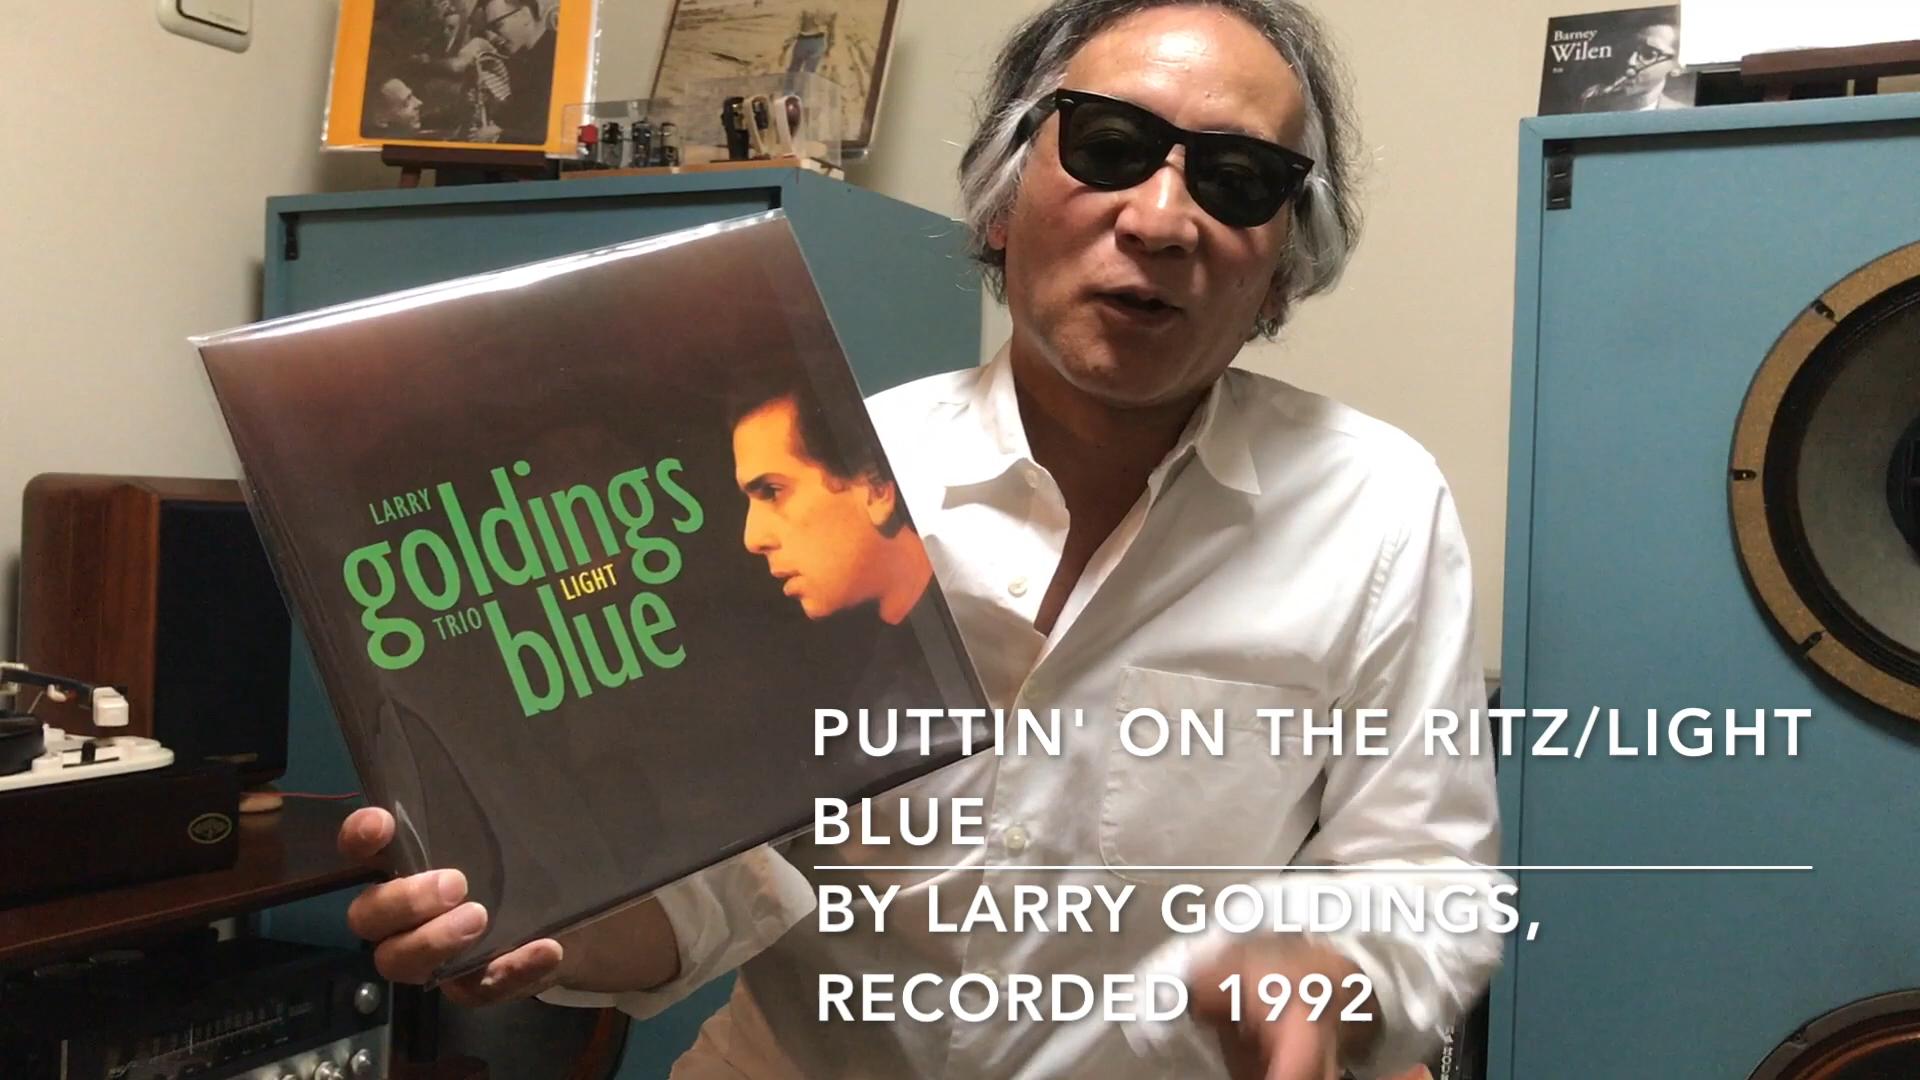 Barney
Wilen
LARRY
goldings
TRIO
LIGHT
blue
PUTTIN' ON THE RITZ/LIGHT
BLUE
BY LARRY GOLDINGS,
RECORDED 1992